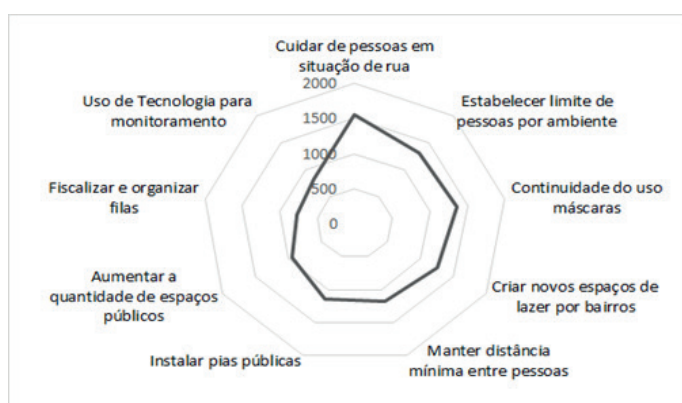 Cuidar de pessoas em
situação de rua
2000
1500
1000
500
0
Estabelecer limite de
pessoas por ambiente
Continuidade do uso
máscaras
Criar novos espaços de
lazer por bairros
Manter distância
mínima entre pessoas
Instalar pias públicas
Aumentar a
quantidade de espaços
públicos
Fiscalizar e organizar
filas
Uso de Tecnologia para
monitoramento